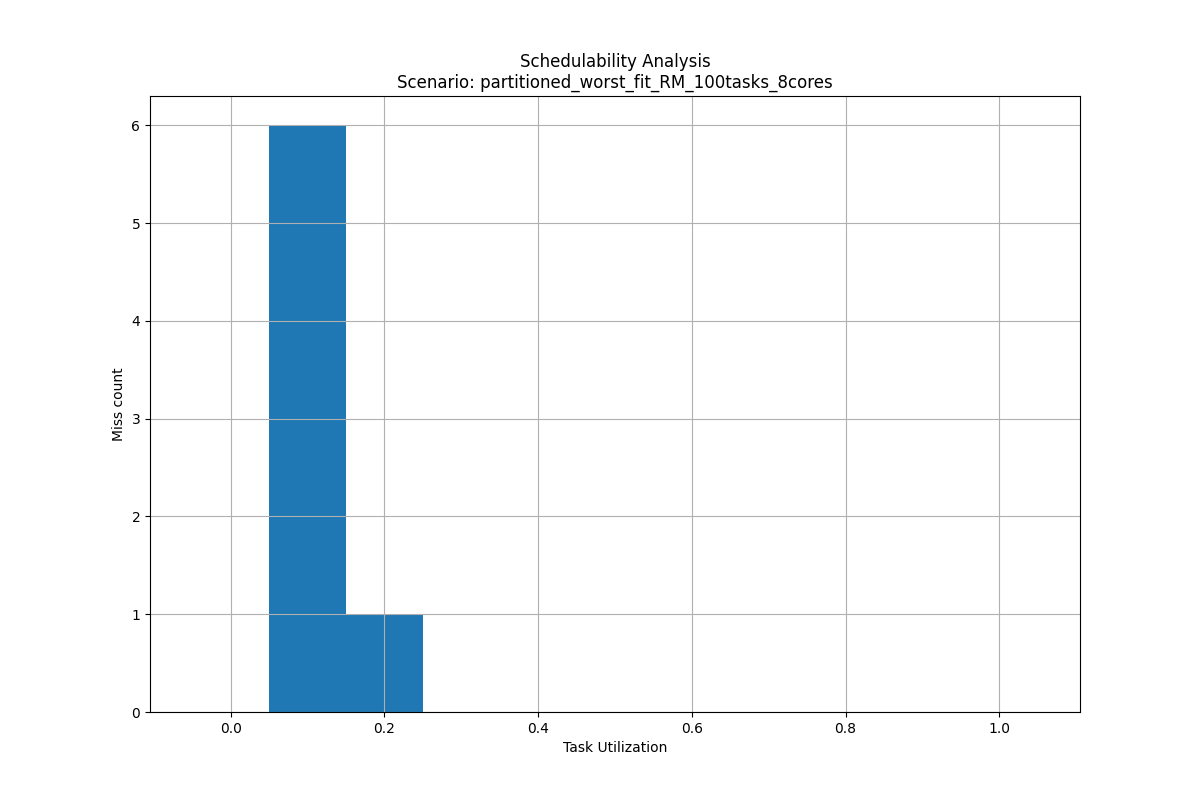 Schedulability Analysis
Scenario: partitioned_worst_fit_RM_100tasks_8cores
6
5
4
3
2
1
0
Miss count
0.0 0.2 0.4 0.6 0.8 1.0
Task Utilization